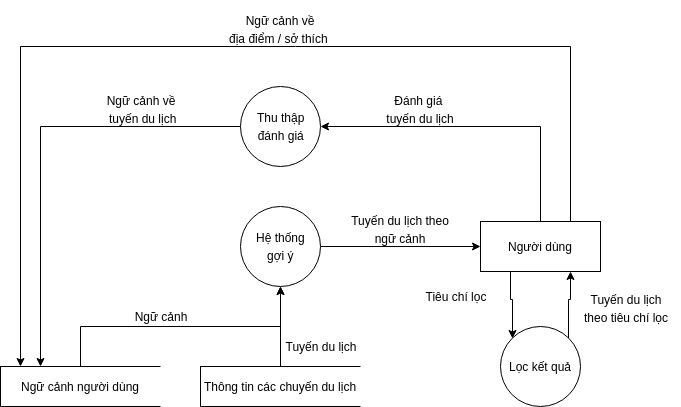 Ngữ cảnh về
địa điểm / sở thích
Ngữ cảnh về
tuyến du lịch
Thu thập
đánh giá
Đánh giá
tuyến du lịch
Hệ thống
gợi ý
Tuyến du lịch theo
ngữ cảnh
Người dùng
Tiêu chí lọc
Tuyến du lịch
theo tiêu chí lọc
Ngữ cảnh
Tuyến du lịch
Lọc kết quả
Ngữ cảnh người dùng
Thông tin các chuyến du lịch